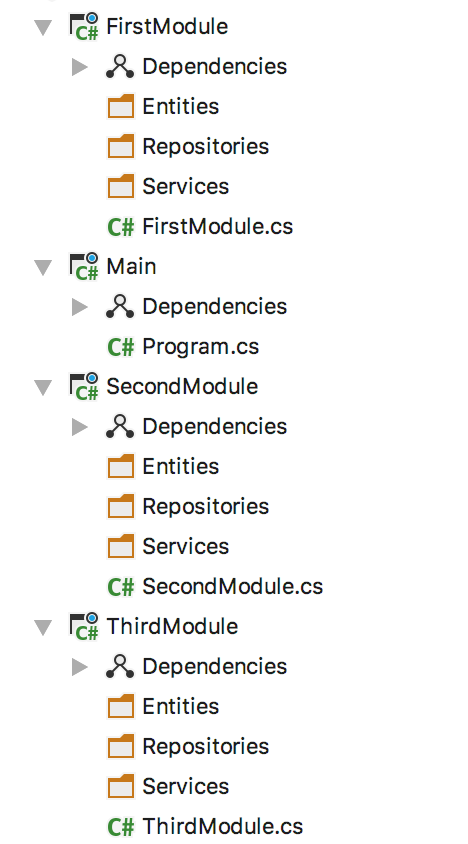 FirstModule
Dependencies
Entities
Repositories
Services
C# FirstModule.cs
Main
Dependencies
C# Program.cs
SecondModule
Dependencies
Entities
Repositories
Services
C# SecondModule.cs
ThirdModule
Dependencies
Entities
Repositories
Services
C# ThirdModule.cs